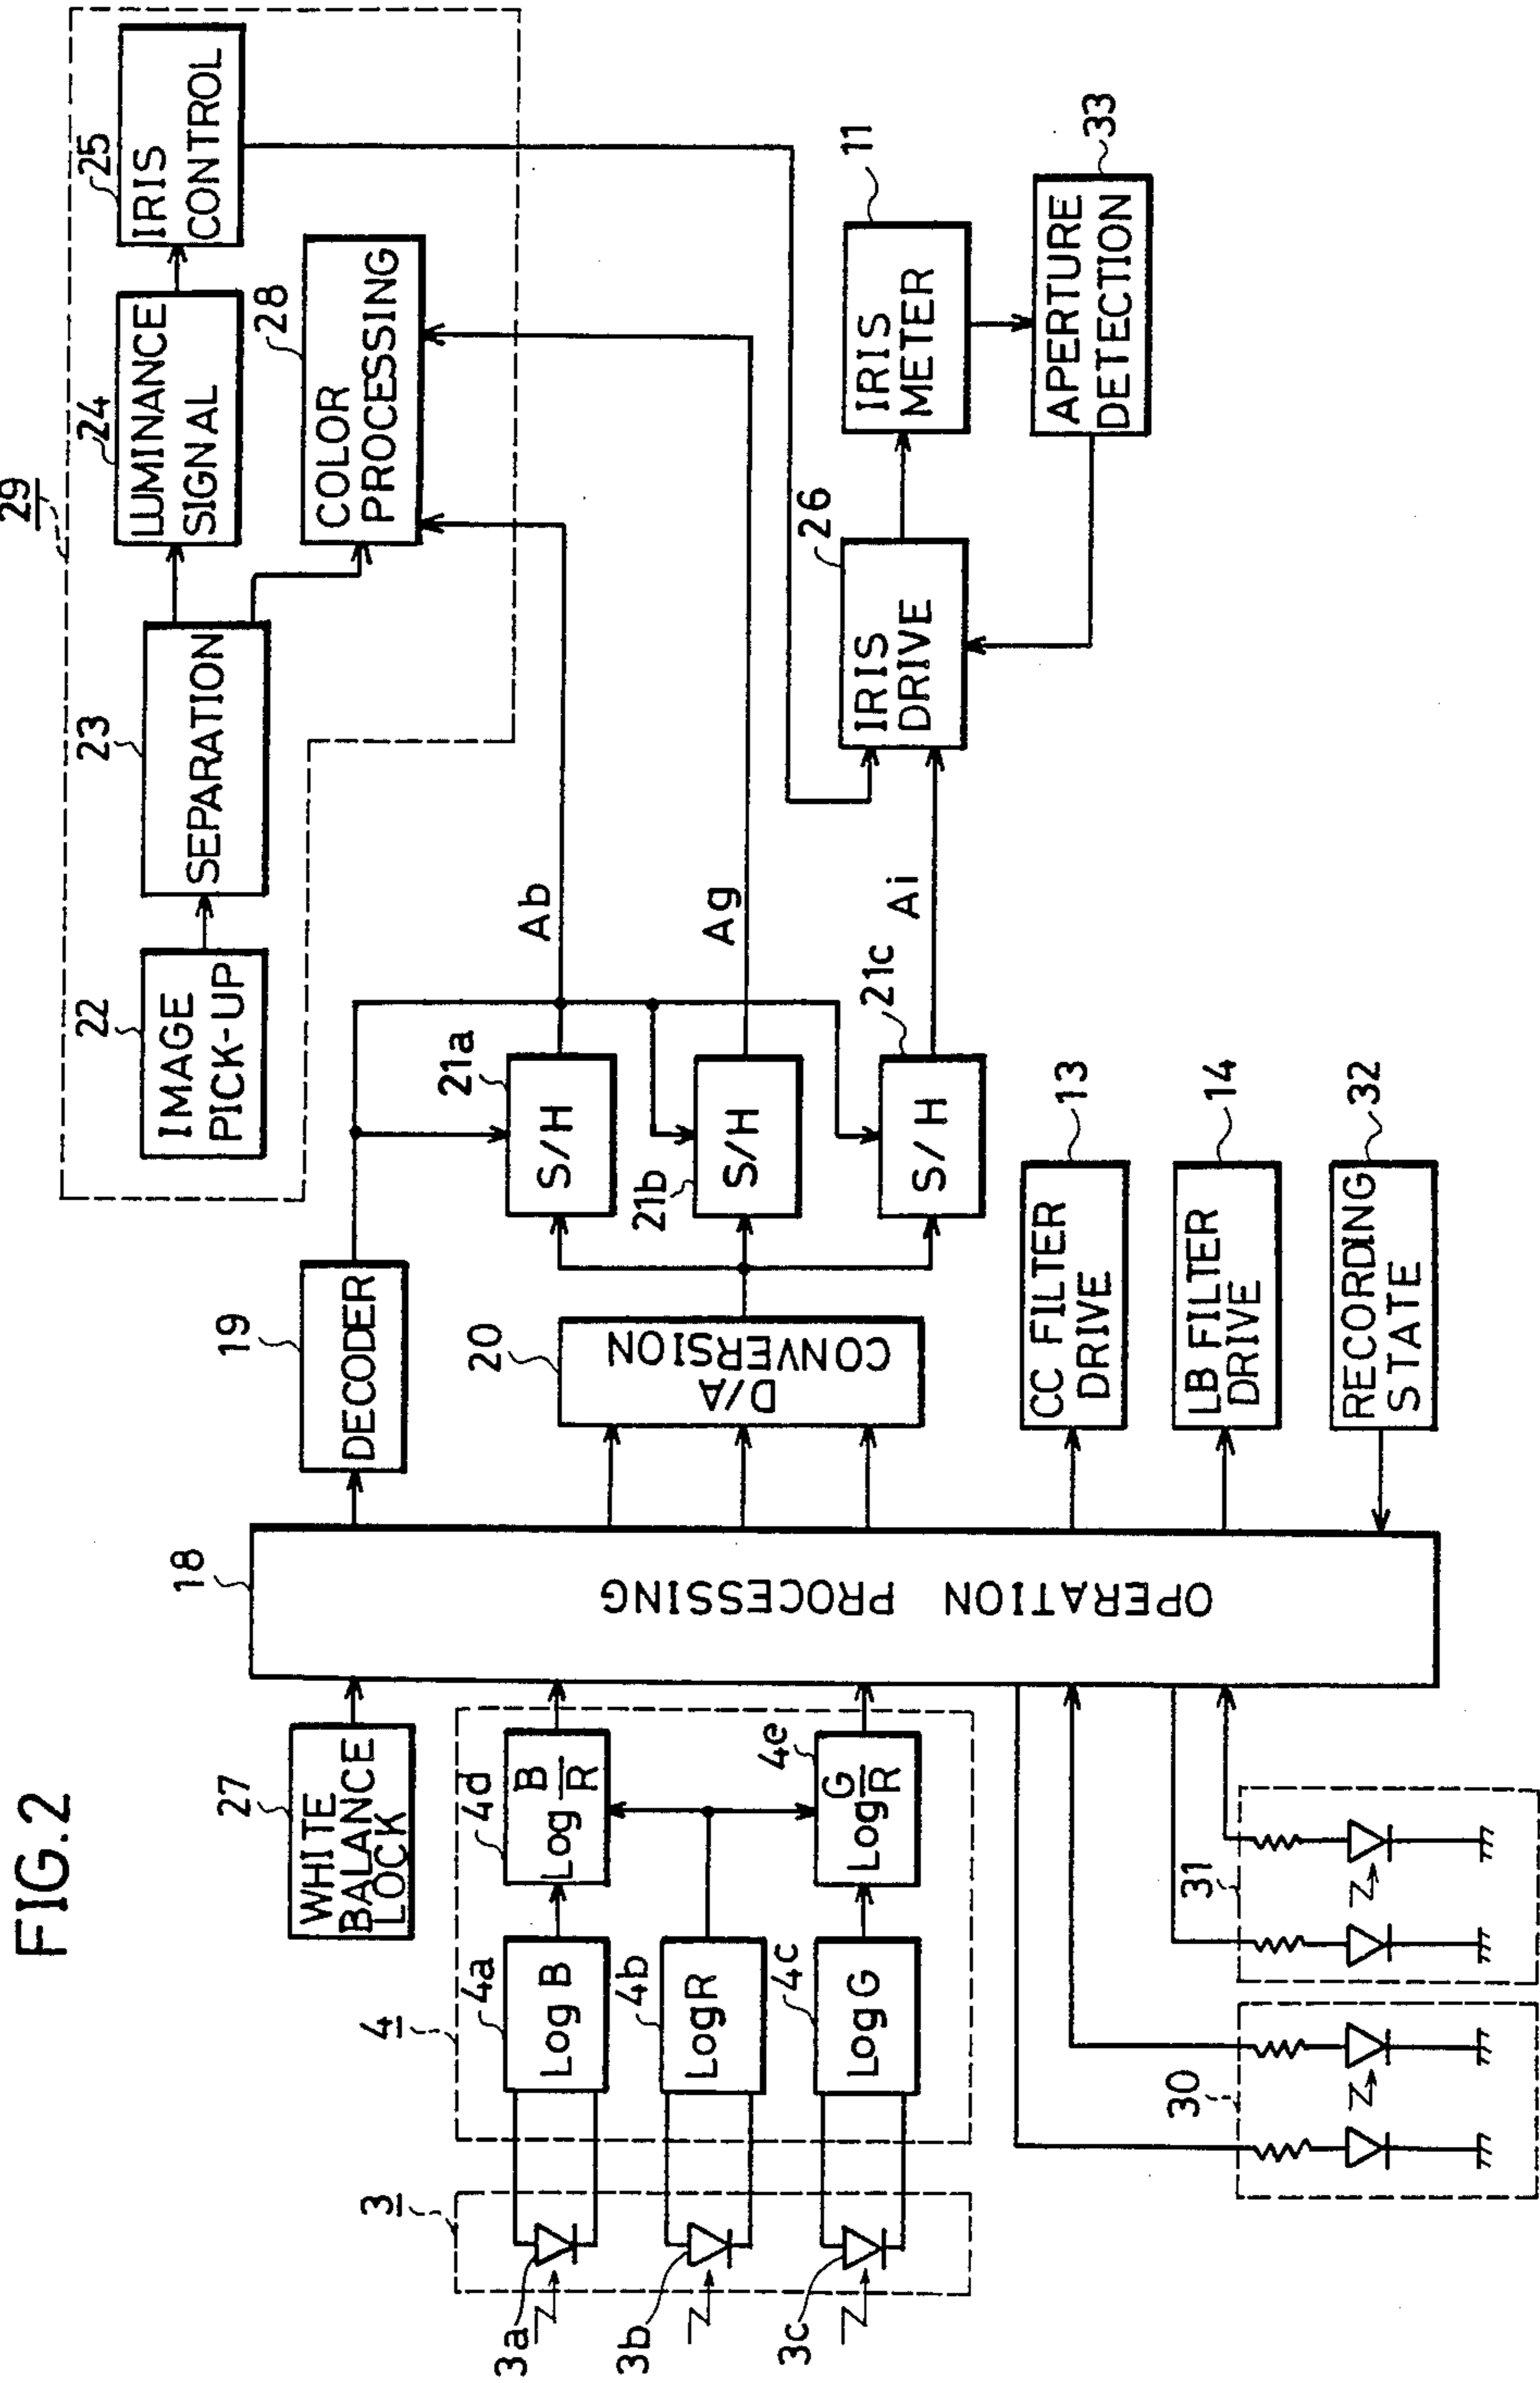 FIG.2
29
22
IMAGE
PICK-UP
23
SEPARATION
24
LUMINANCE
SIGNAL
25
IRIS
CONTROL
28
COLOR
PROCESSING
27
WHITE
BALANCE
LOCK
18
OPERATION PROCESSING
19
DECODER
3
3a
3b
3c
4
4a
Log B
4b
Log R
4c
Log G
4d
Log B/R
4e
Log G/R
20
D/A
CONVERSION
21a
S/H
21b
S/H
21c
S/H
Ab
Ag
Ai
26
IRIS
DRIVE
11
IRIS
METER
33
APERTURE
DETECTION
13
CC FILTER
DRIVE
14
LB FILTER
DRIVE
32
RECORDING
STATE
30
31